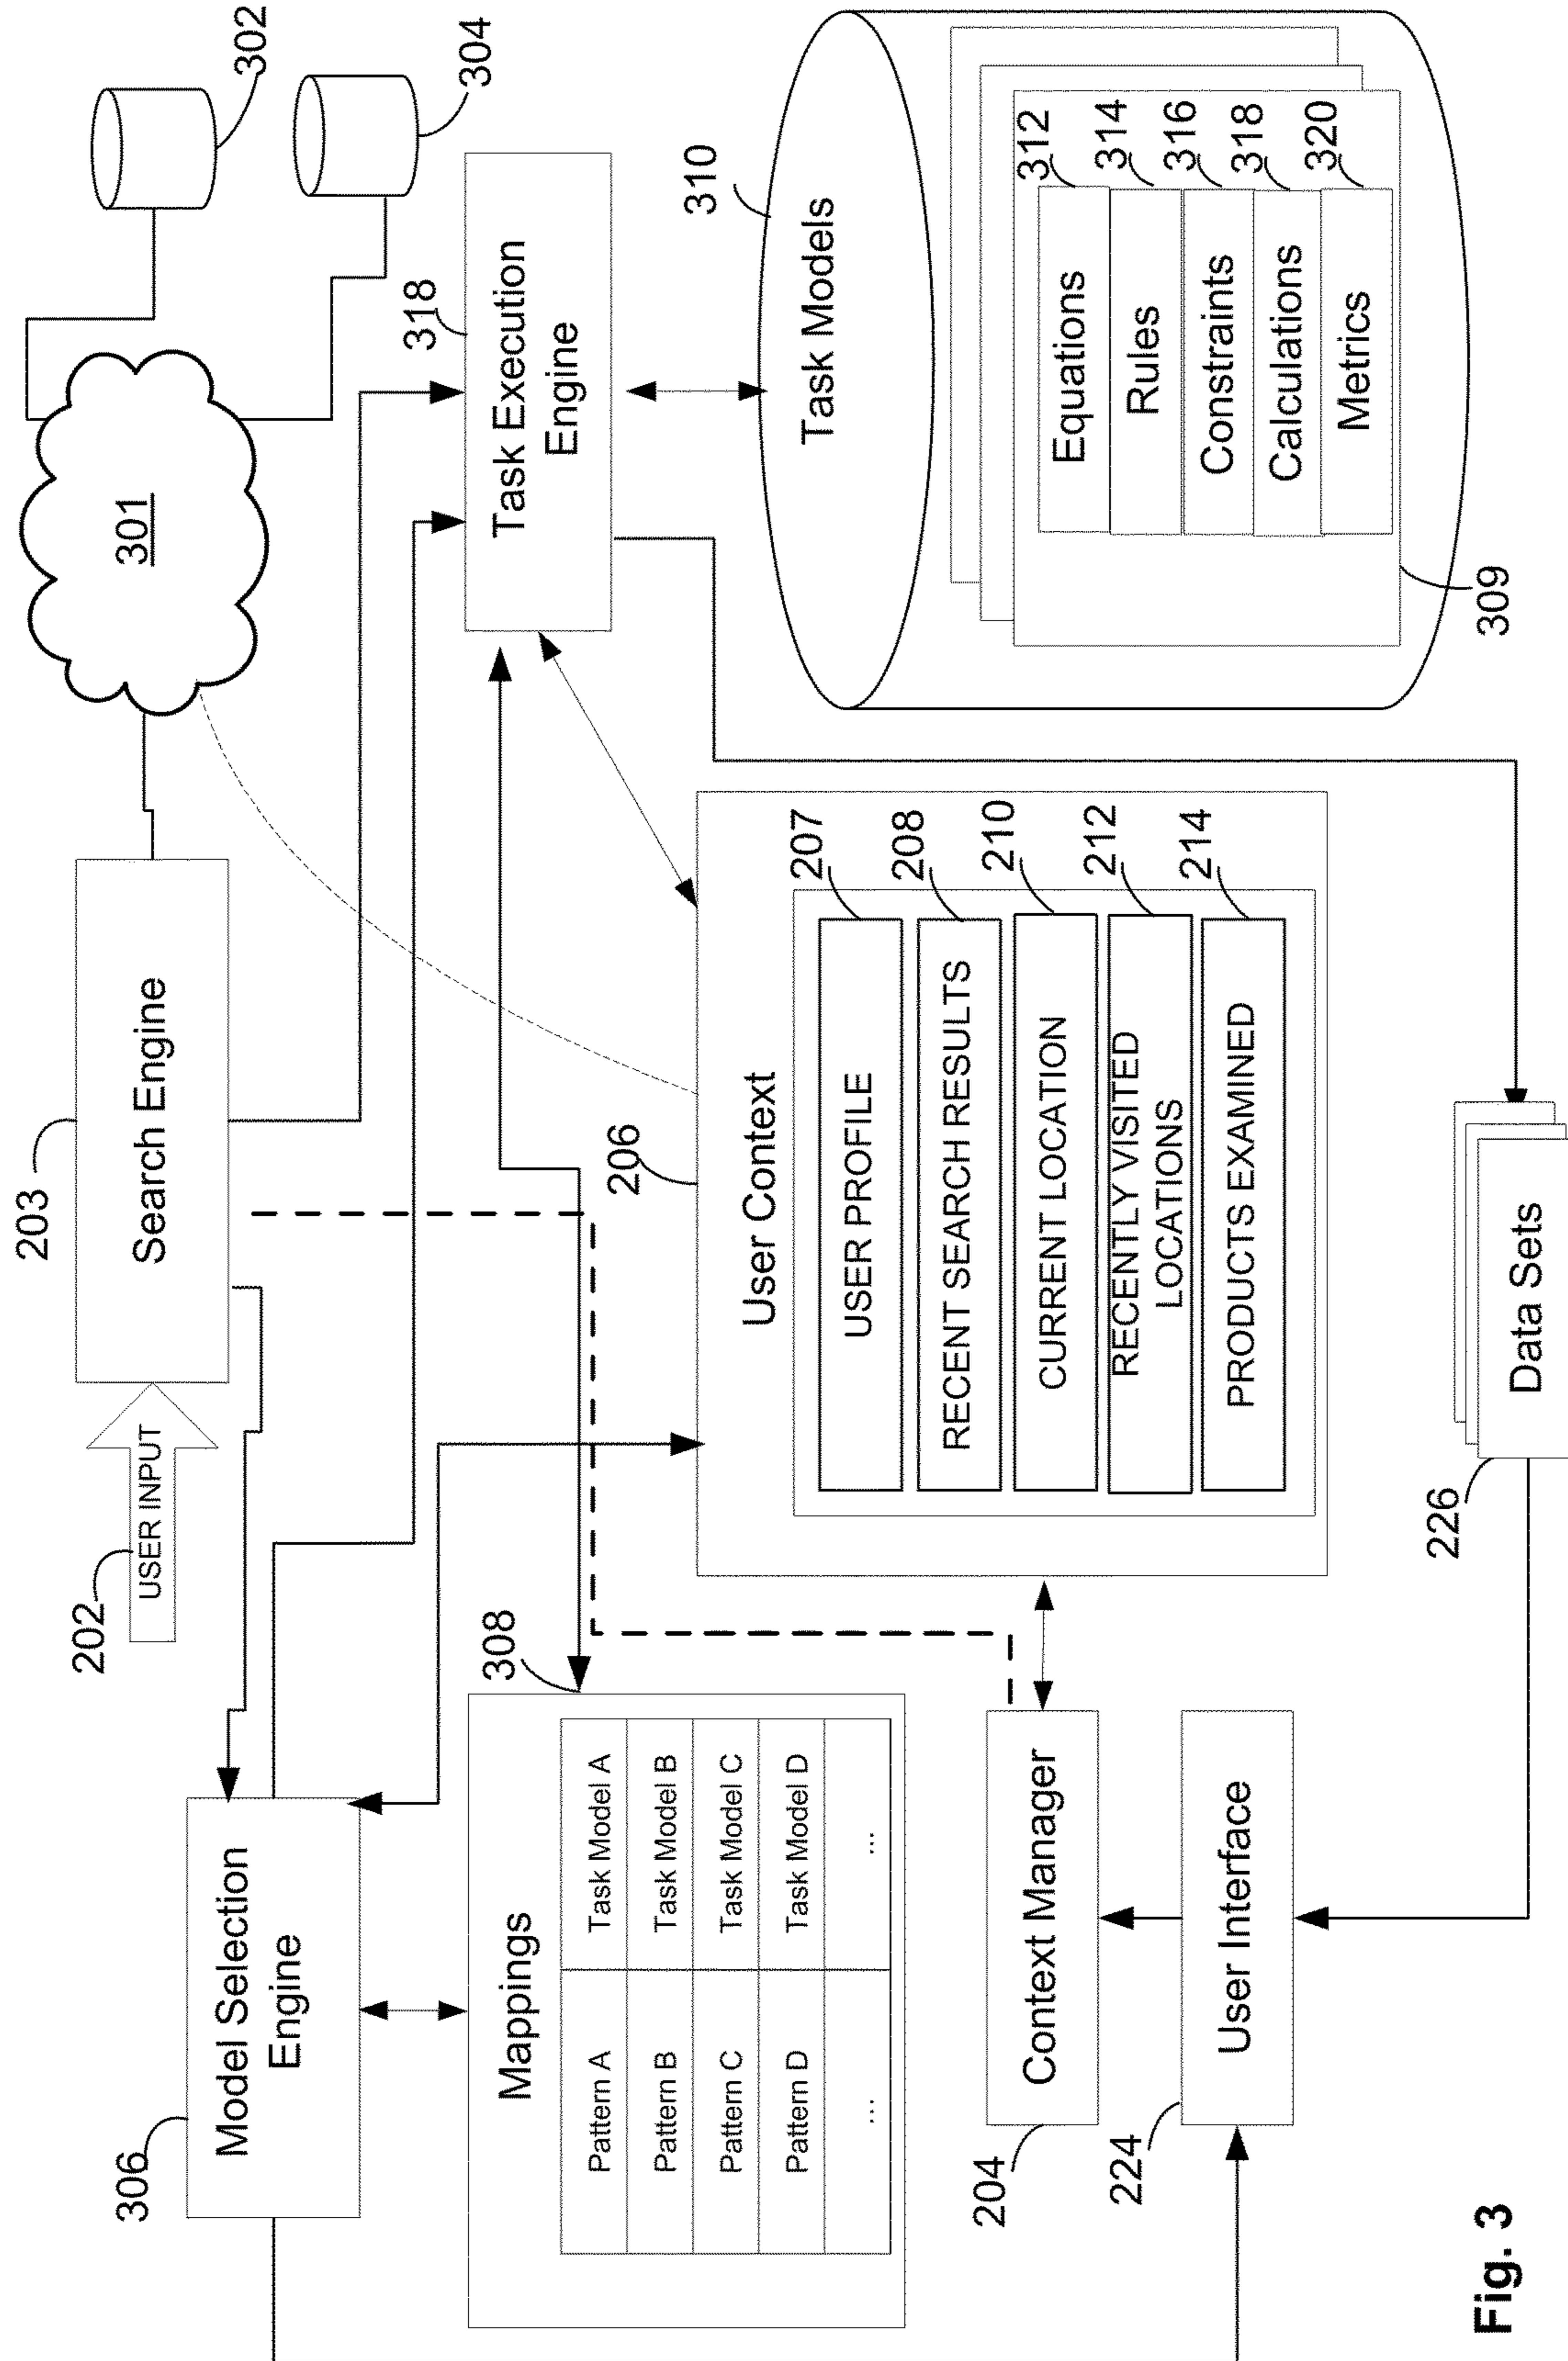 302
304
301
203
Search Engine
202
USER INPUT
306
Model Selection
Engine
318
Task Execution
Engine
310
Task Models
312
Equations
314
Rules
316
Constraints
318
Calculations
320
Metrics
309
308
Mappings
Pattern A
Task Model A
Pattern B
Task Model B
Pattern C
Task Model C
Pattern D
Task Model D
...
...
206
User Context
207
USER PROFILE
208
RECENT SEARCH RESULTS
210
CURRENT LOCATION
212
RECENTLY VISITED
LOCATIONS
214
PRODUCTS EXAMINED
204
Context Manager
224
User Interface
226
Data Sets
Fig. 3